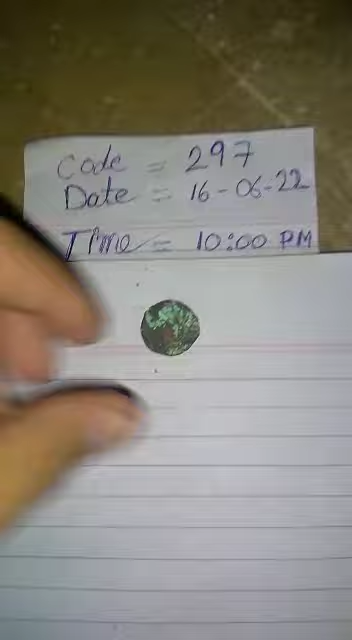 Code = 297
Date = 16-06-22
Time = 10:00 PM